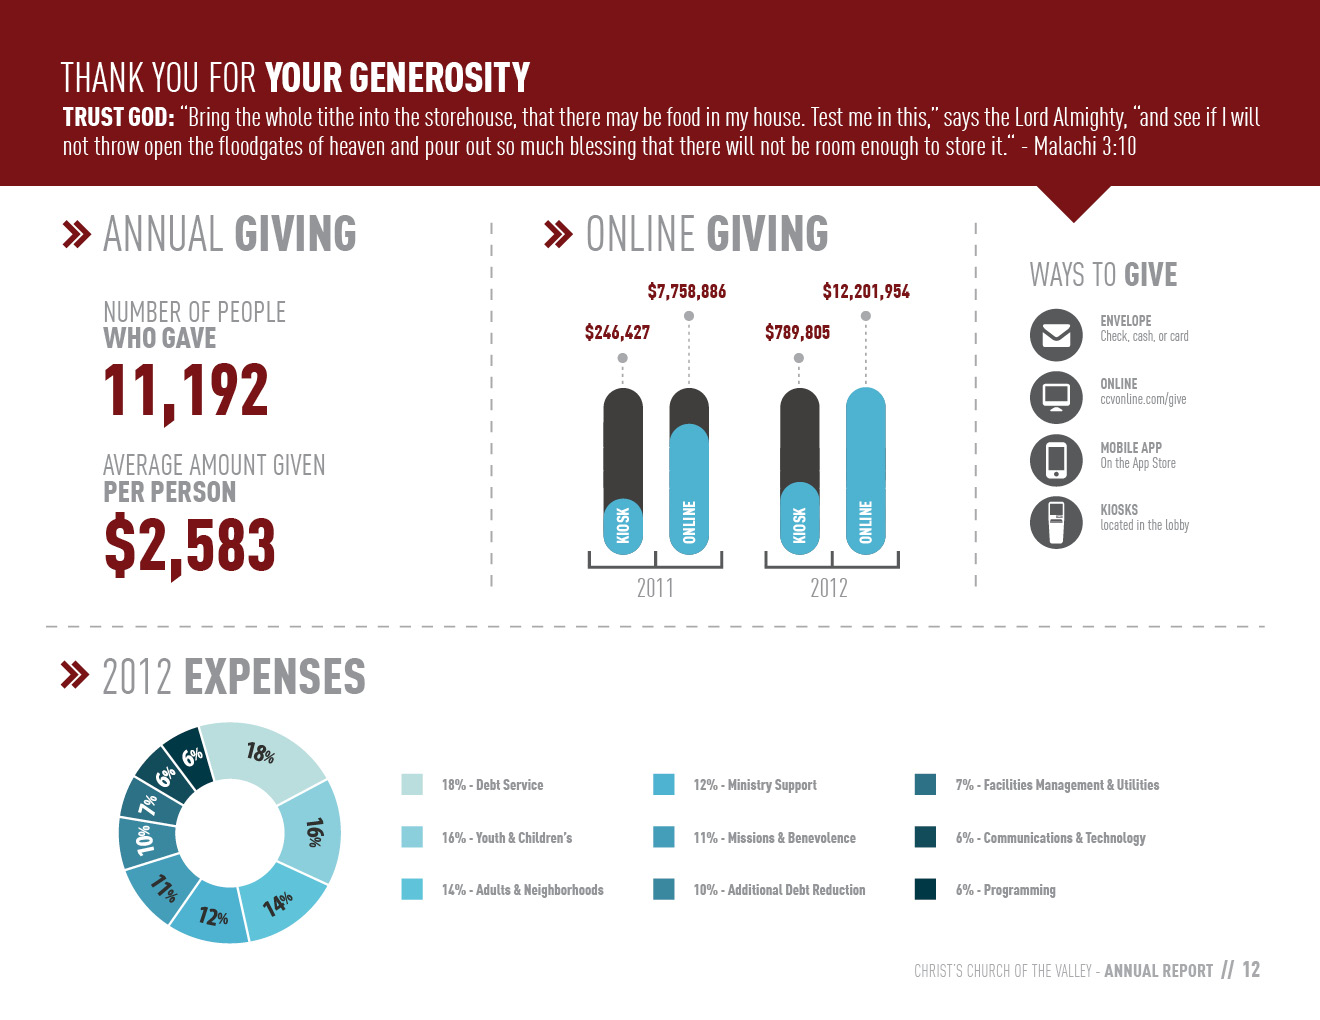 THANK YOU FOR YOUR GENEROSITY
TRUST GOD: “Bring the whole tithe into the storehouse, that there may be food in my house. Test me in this,” says the Lord Almighty, “and see if I will
not throw open the floodgates of heaven and pour out so much blessing that there will not be room enough to store it.“ - Malachi 3:10
ANNUAL GIVING
NUMBER OF PEOPLE
WHO GAVE
11,192
AVERAGE AMOUNT GIVEN
PER PERSON
$2,583
ONLINE GIVING
$246,427
$7,758,886
$789,805
$12,201,954
KIOSK
ONLINE
KIOSK
ONLINE
2011
2012
WAYS TO GIVE
ENVELOPE
Check, cash, or card
ONLINE
ccvonline.com/give
MOBILE APP
On the App Store
KIOSKS
located in the lobby
2012 EXPENSES
18%
16%
14%
12%
11%
10%
7%
6%
6%
18% - Debt Service
16% - Youth & Children’s
14% - Adults & Neighborhoods
12% - Ministry Support
11% - Missions & Benevolence
10% - Additional Debt Reduction
7% - Facilities Management & Utilities
6% - Communications & Technology
6% - Programming
CHRIST’S CHURCH OF THE VALLEY - ANNUAL REPORT // 12